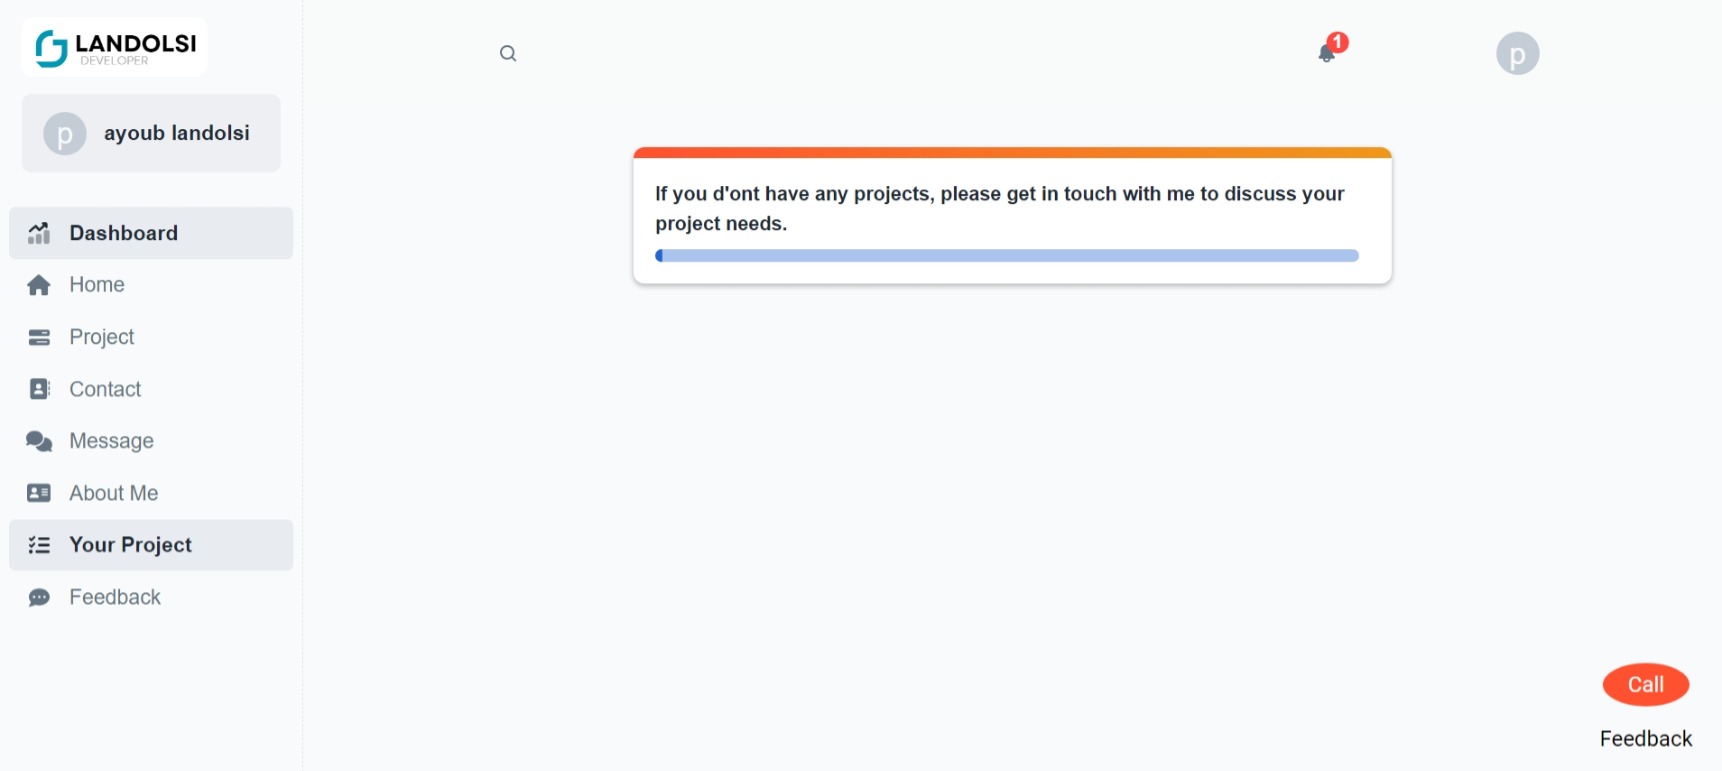 LANDOLSI
DEVELOPER
1
p
p
ayoub landolsi
If you d'ont have any projects, please get in touch with me to discuss your
project needs.
Dashboard
Home
Project
Contact
Message
About Me
Your Project
Feedback
Call
Feedback